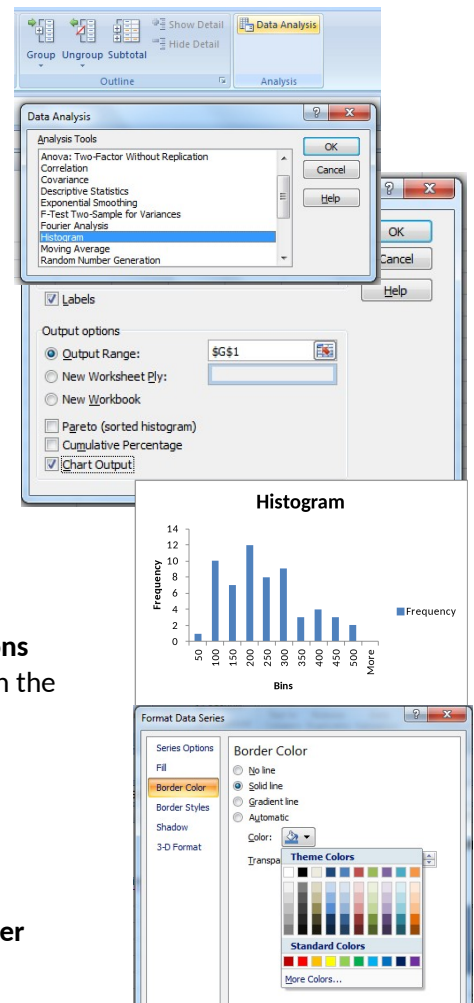 Show Detail
Hide Detail
Data Analysis
Group Ungroup Subtotal
Outline
Analysis
Data Analysis
Analysis Tools
Anova: Two-Factor Without Replication
Correlation
Covariance
Descriptive Statistics
Exponential Smoothing
F-Test Two-Sample for Variances
Fourier Analysis
Histogram
Moving Average
Random Number Generation
OK
Cancel
Help
OK
Cancel
Help
Labels
Output options
Output Range:
$G$1
New Worksheet Ply:
New Workbook
Pareto (sorted histogram)
Cumulative Percentage
Chart Output
Histogram
14
12
10
8
6
4
2
0
Frequency
50
100
150
200
250
300
350
400
450
500
More
Bins
Frequency
ons
n the
Format Data Series
Series Options
Fill
Border Color
Border Styles
Shadow
3-D Format
Border Color
No line
Solid line
Gradient line
Automatic
Color:
Transpa
Theme Colors
Standard Colors
More Colors...
er